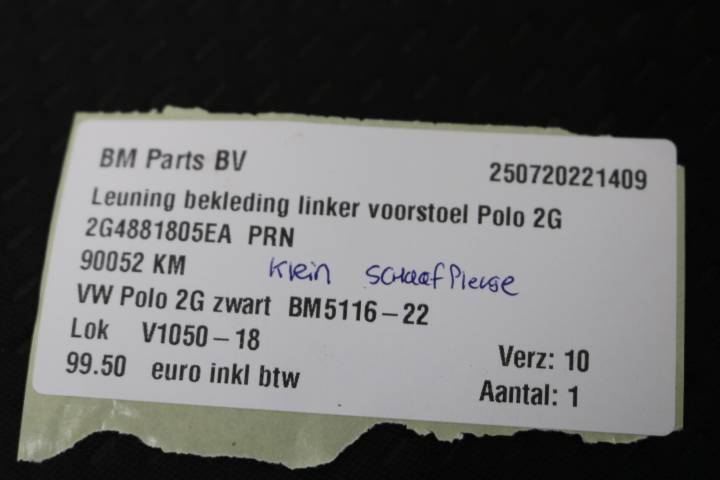 BM Parts BV 250720221409
Leuning bekleding linker voorstoel Polo 2G
2G4881805EA PRN
90052 KM Klein schaafplekse
VW Polo 2G zwart BM5116-22
Lok V1050-18 Verz: 10
99.50 euro inkl btw Aantal: 1